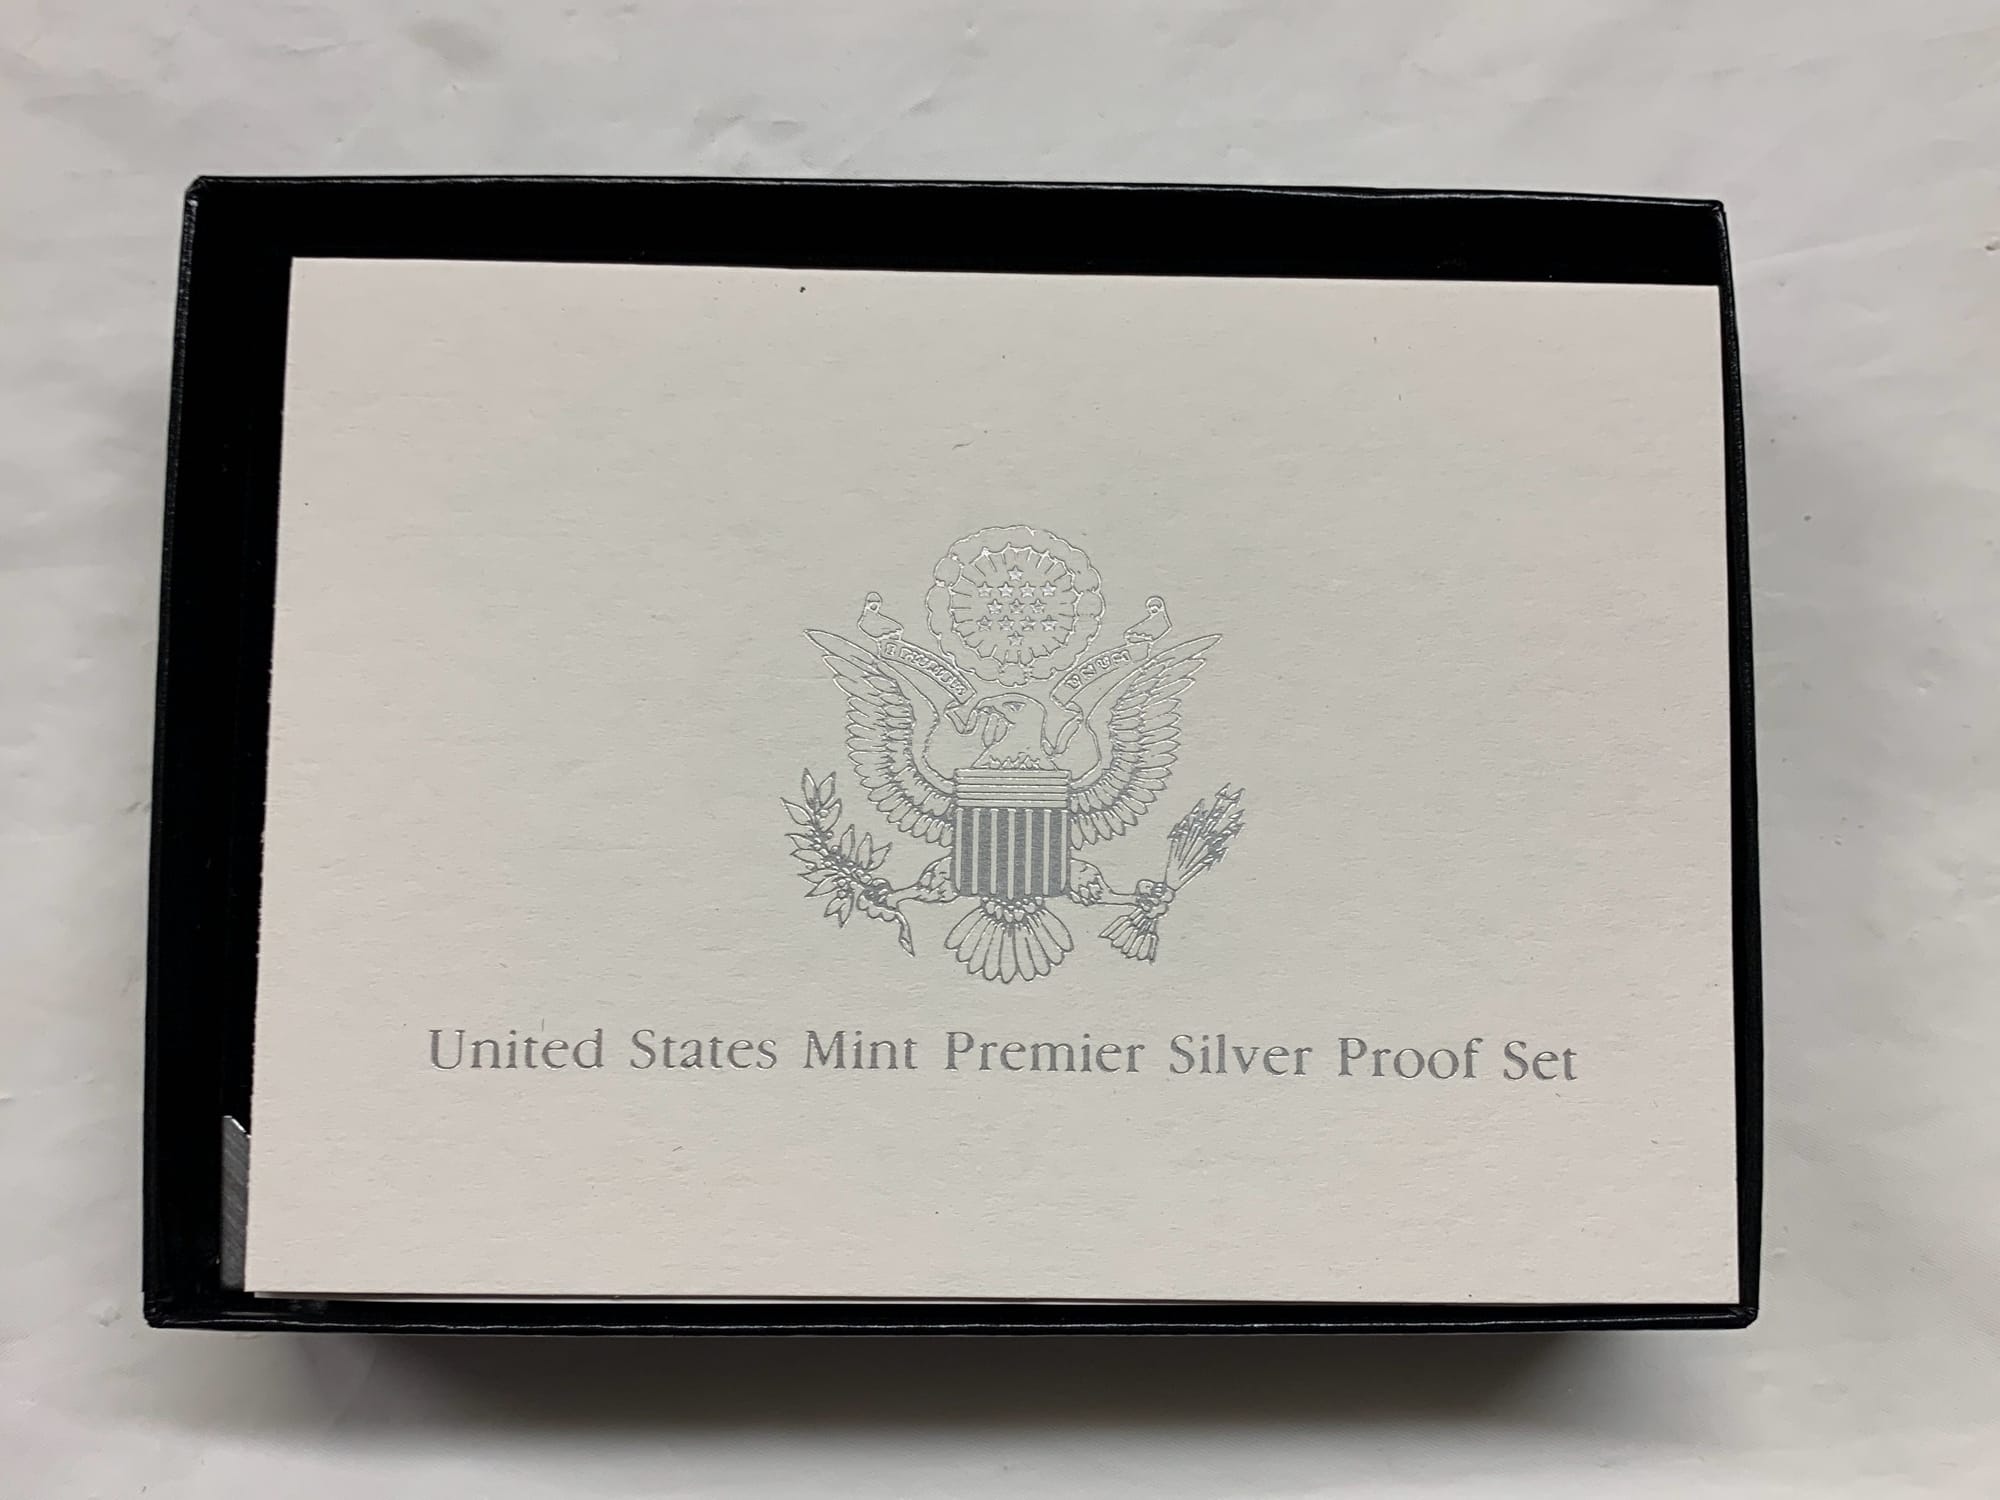 United States Mint Premier Silver Proof Set